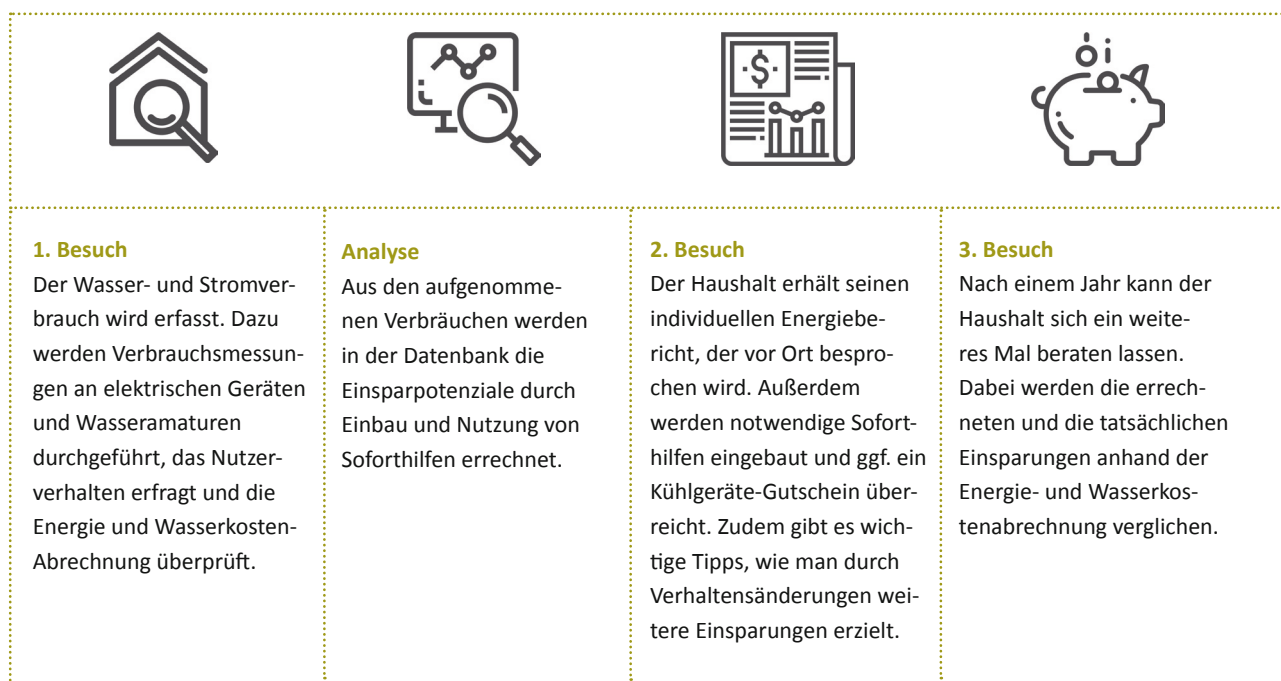 1. Besuch
Der Wasser- und Stromver-
brauch wird erfasst. Dazu
werden Verbrauchsmessun-
gen an elektrischen Geräten
und Wasseramaturen
durchgeführt, das Nutzer-
verhalten erfragt und die
Energie und Wasserkosten-
Abrechnung überprüft.
Analyse
Aus den aufgenomme-
nen Verbräuchen werden
in der Datenbank die
Einsparpotenziale durch
Einbau und Nutzung von
Soforthilfen errechnet.
2. Besuch
Der Haushalt erhält seinen
individuellen Energiebe-
richt, der vor Ort bespro-
chen wird. Außerdem
werden notwendige Sofort-
hilfen eingebaut und ggf. ein
Kühlgeräte-Gutschein über-
reicht. Zudem gibt es wich-
tige Tipps, wie man durch
Verhaltensänderungen wei-
tere Einsparungen erzielt.
3. Besuch
Nach einem Jahr kann der
Haushalt sich ein weite-
res Mal beraten lassen.
Dabei werden die errech-
neten und die tatsächlichen
Einsparungen anhand der
Energie- und Wasserkos-
tenabrechnung verglichen.